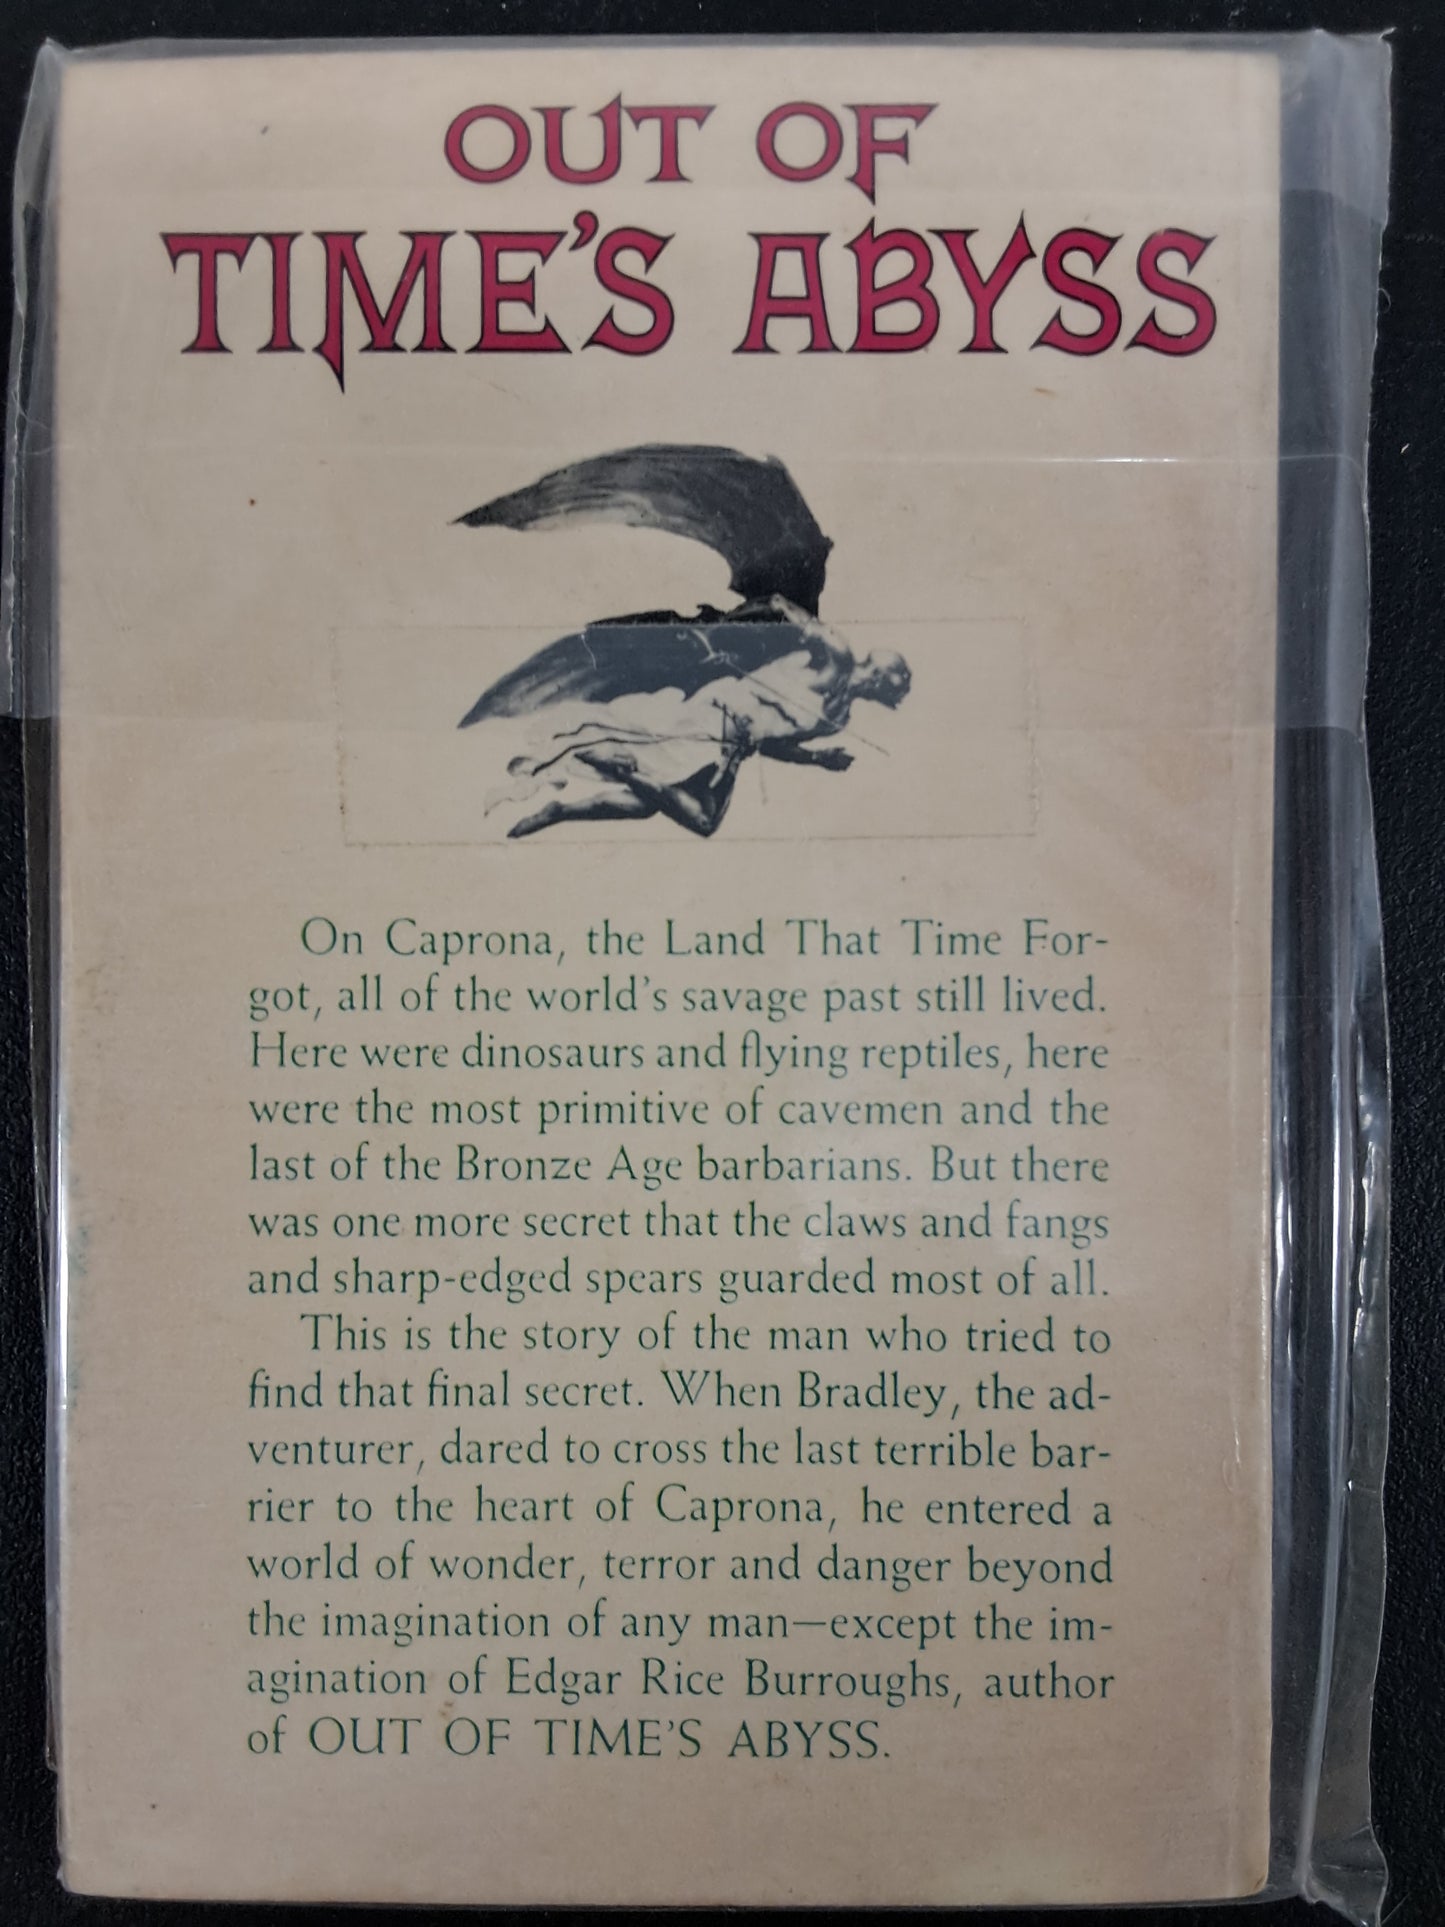 OUT OF
TIME'S ABYSS
On Caprona, the Land That Time For-
got, all of the world's savage past still lived.
Here were dinosaurs and flying reptiles, here
were the most primitive of cavemen and the
last of the Bronze Age barbarians. But there
was one more secret that the claws and fangs
and sharp-edged spears guarded most of all.
This is the story of the man who tried to
find that final secret. When Bradley, the ad-
venturer, dared to cross the last terrible bar-
rier to the heart of Caprona, he entered a
world of wonder, terror and danger beyond
the imagination of any man—except the im-
agination of Edgar Rice Burroughs, author
of OUT OF TIME'S ABYSS.